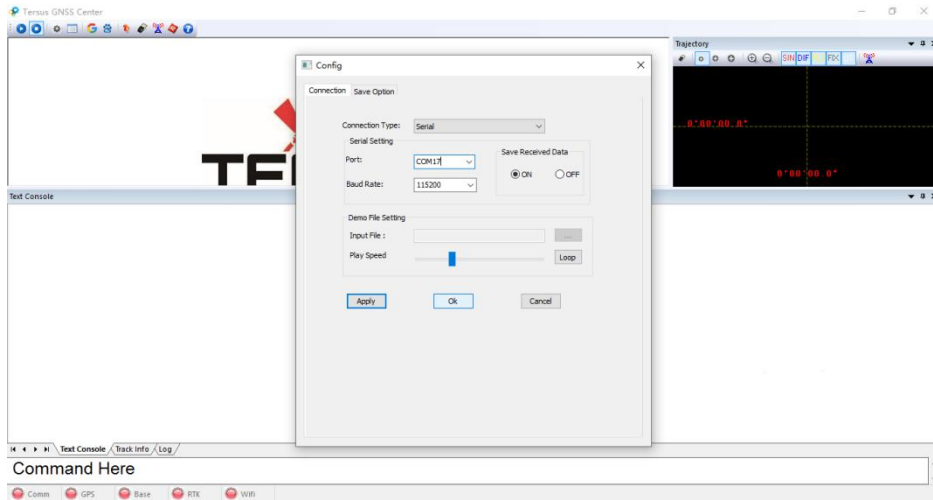 Tersus GNSS Center
Trajectory
SIN DIF FIX
0°00'00.0"
0°00'00.0"
TE
Config
Connection Save Option
Connection Type: Serial
Serial Setting
Port: COM17
Baud Rate: 115200
Save Received Data
ON OFF
Demo File Setting
Input File : ...
Play Speed Loop
Apply Ok Cancel
Text Console
Text Console Track Info Log
Command Here
Comm GPS Base RTK Wifi